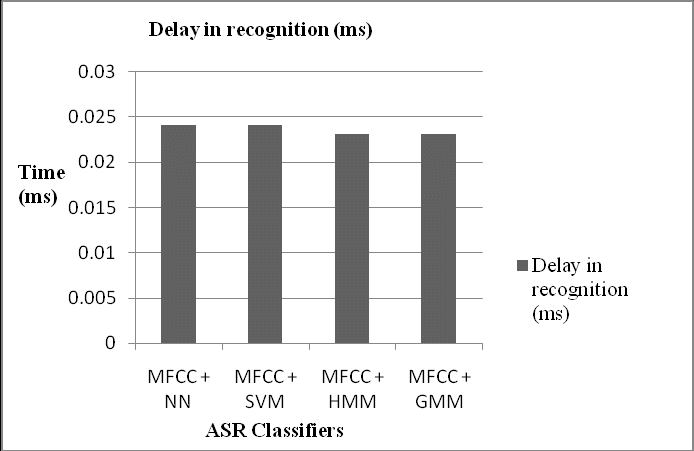 Delay in recognition (ms)
0.03
0.025
0.02
0.015
0.01
0.005
0
Time
(ms)
MFCC +
NN
MFCC +
SVM
MFCC +
HMM
MFCC +
GMM
ASR Classifiers
Delay in
recognition
(ms)